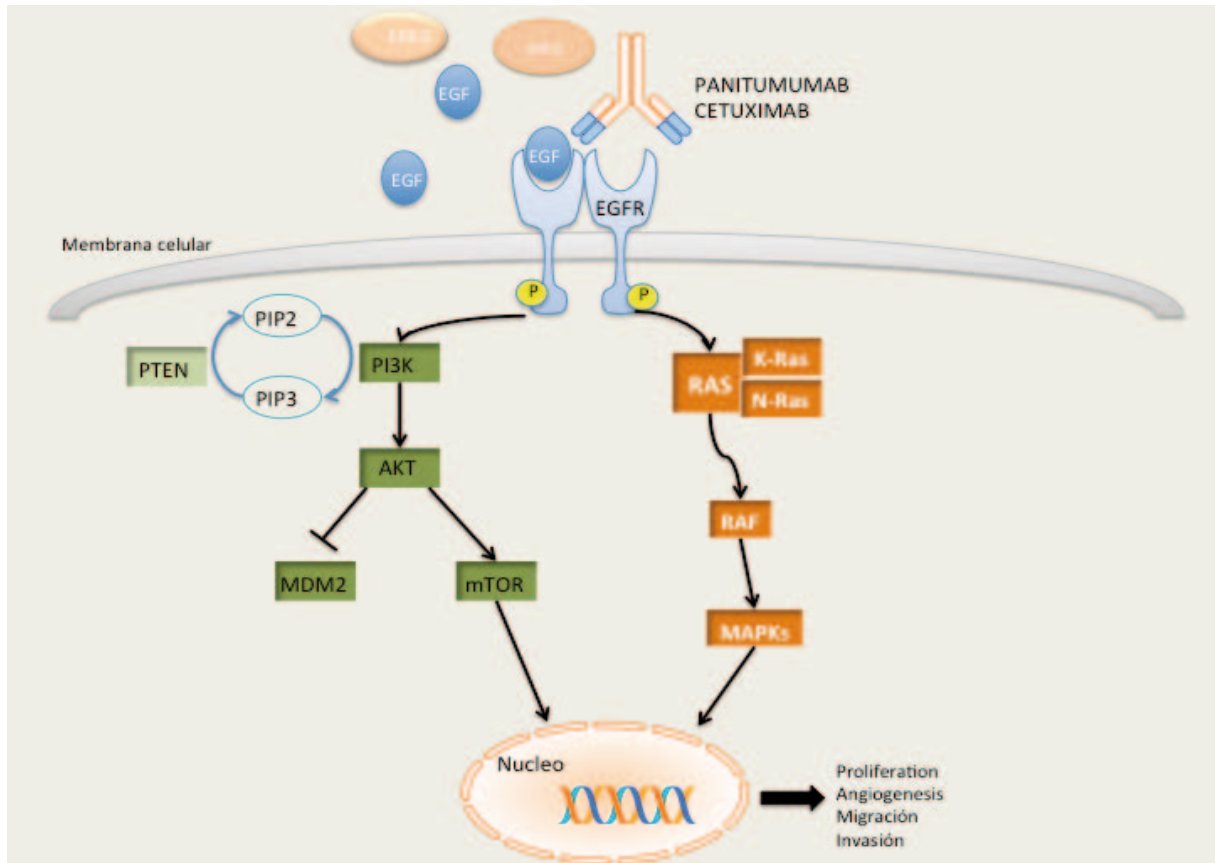 EGF
PANITUMUMAB
CETUXIMAB
EGF
EGF
EGFR
Membrana celular
P
P
PIP2
PTEN
PI3K
PIP3
RAS
K-Ras
N-Ras
AKT
RAF
MDM2
mTOR
MAPKs
Nucleo
Proliferation
Angiogenesis
Migración
Invasión